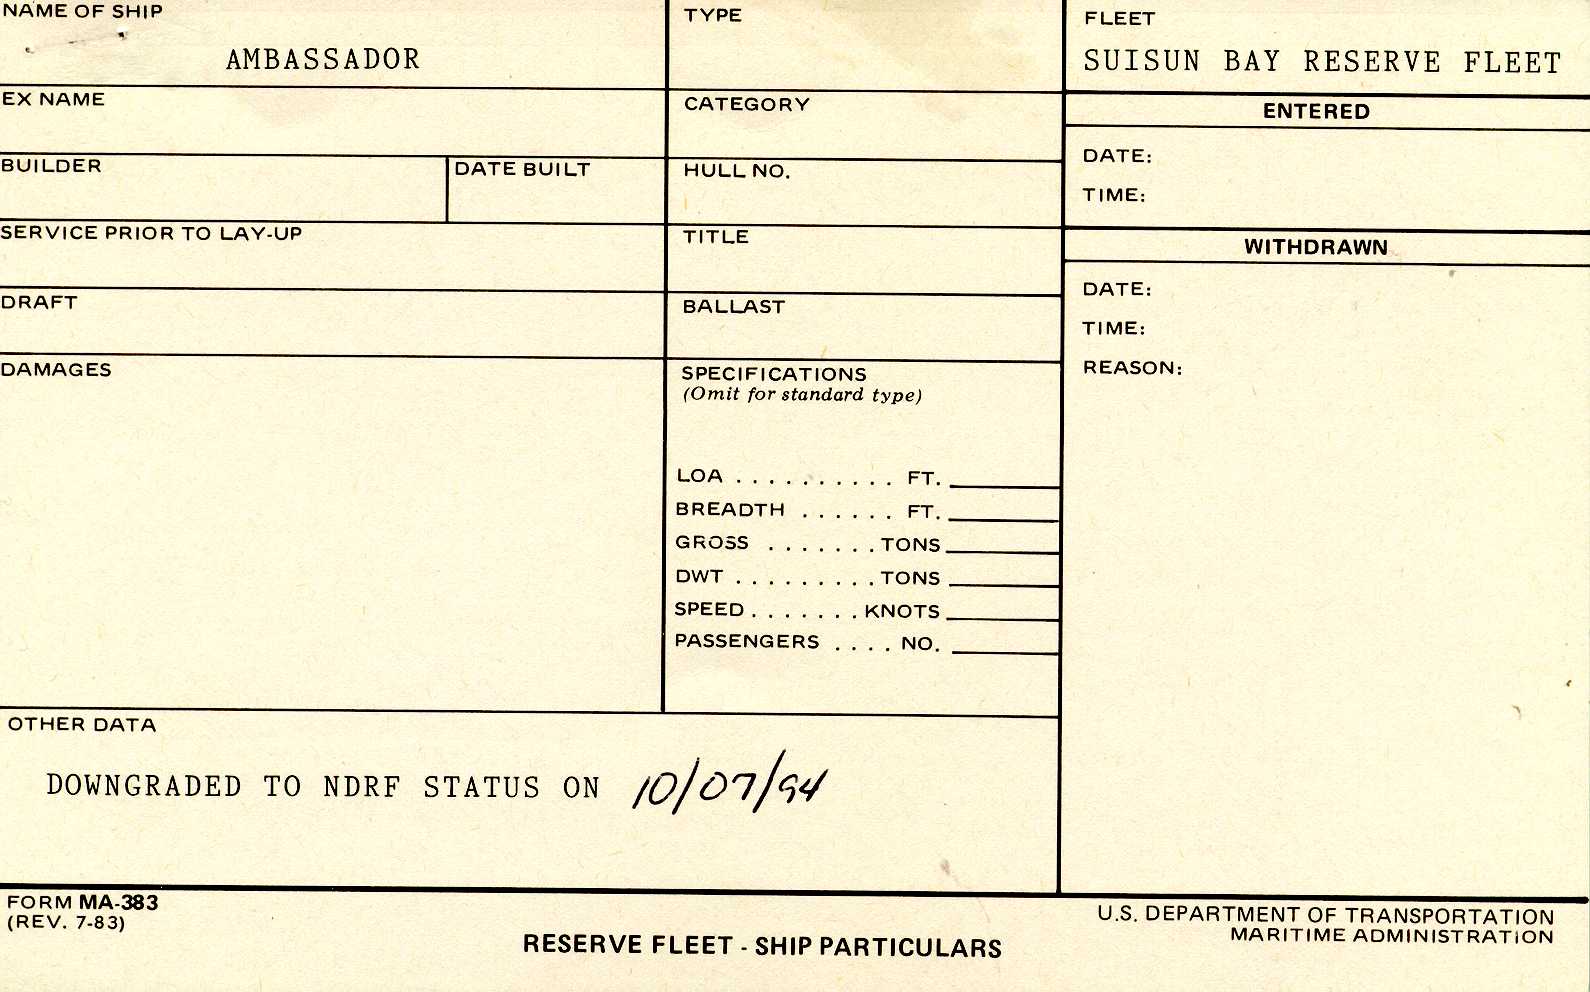 NAME OF SHIP
AMBASSADOR
EX NAME
BUILDER
DATE BUILT
SERVICE PRIOR TO LAY-UP
DRAFT
DAMAGES
TYPE
CATEGORY
HULL NO.
TITLE
BALLAST
SPECIFICATIONS
(Omit for standard type)
LOA . . . . . . . . . . FT.
BREADTH . . . . . . FT.
GROSS . . . . . . . TONS
DWT . . . . . . . . . TONS
SPEED . . . . . . . KNOTS
PASSENGERS . . . . NO.
FLEET
SUISUN BAY RESERVE FLEET
ENTERED
DATE:
TIME:
WITHDRAWN
DATE:
TIME:
REASON:
OTHER DATA
DOWNGRADED TO NDRF STATUS ON 10/07/94
FORM MA-383
(REV. 7-83)
RESERVE FLEET - SHIP PARTICULARS
U.S. DEPARTMENT OF TRANSPORTATION
MARITIME ADMINISTRATION